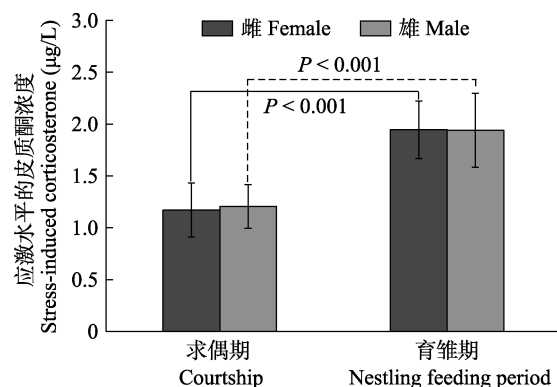 应激水平的皮质酮浓度
Stress-induced corticosterone (μg/L)
3.0
2.5
2.0
1.5
1.0
0.5
0
雌 Female
雄 Male
P < 0.001
P < 0.001
求偶期
Courtship
育雏期
Nestling feeding period